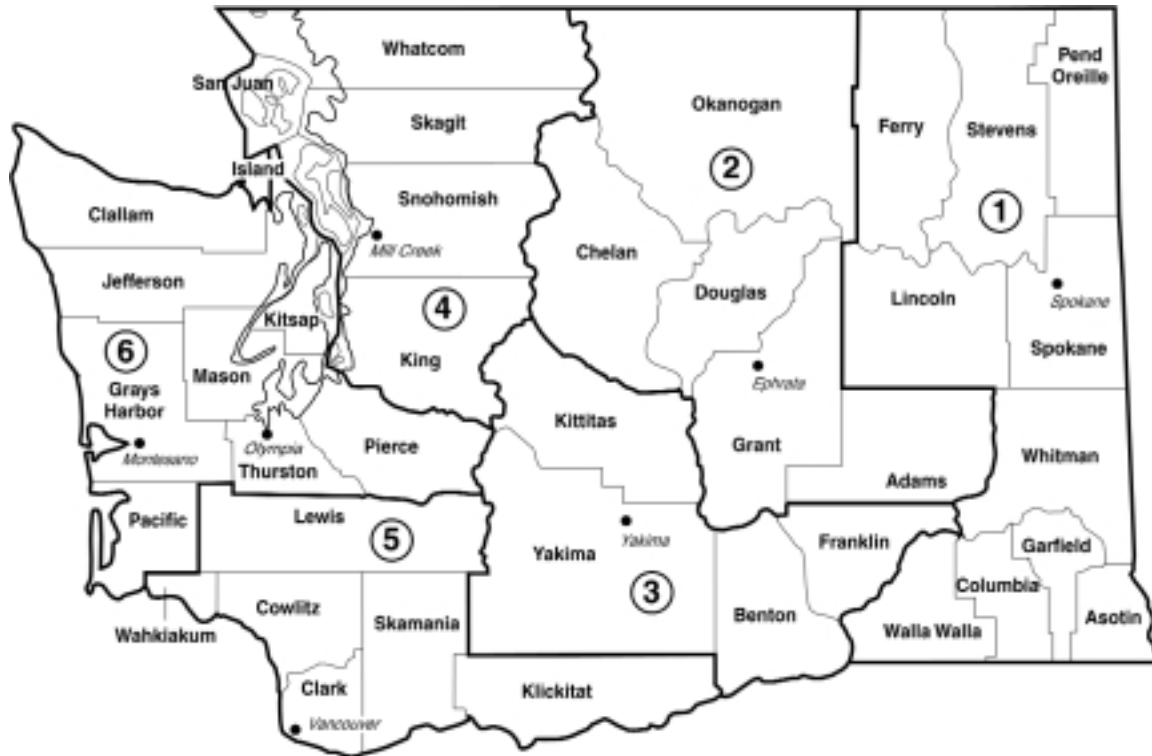 Whatcom
San Juan
Skagit
Island
Snohomish
Mill Creek
Clallam
Jefferson
Kitsap
4
King
6
Mason
Grays
Harbor
Montesano
Olympia
Thurston
Pierce
Pacific
Lewis
5
Wahkiakum
Cowlitz
Skamania
Clark
Vancouver
Okanogan
2
Chelan
Douglas
Ephrata
Grant
Kittitas
Yakima
Yakima
3
Benton
Klickitat
Franklin
Ferry
Stevens
Pend
Oreille
1
Lincoln
Spokane
Spokane
Adams
Whitman
Garfield
Columbia
Walla Walla
Asotin